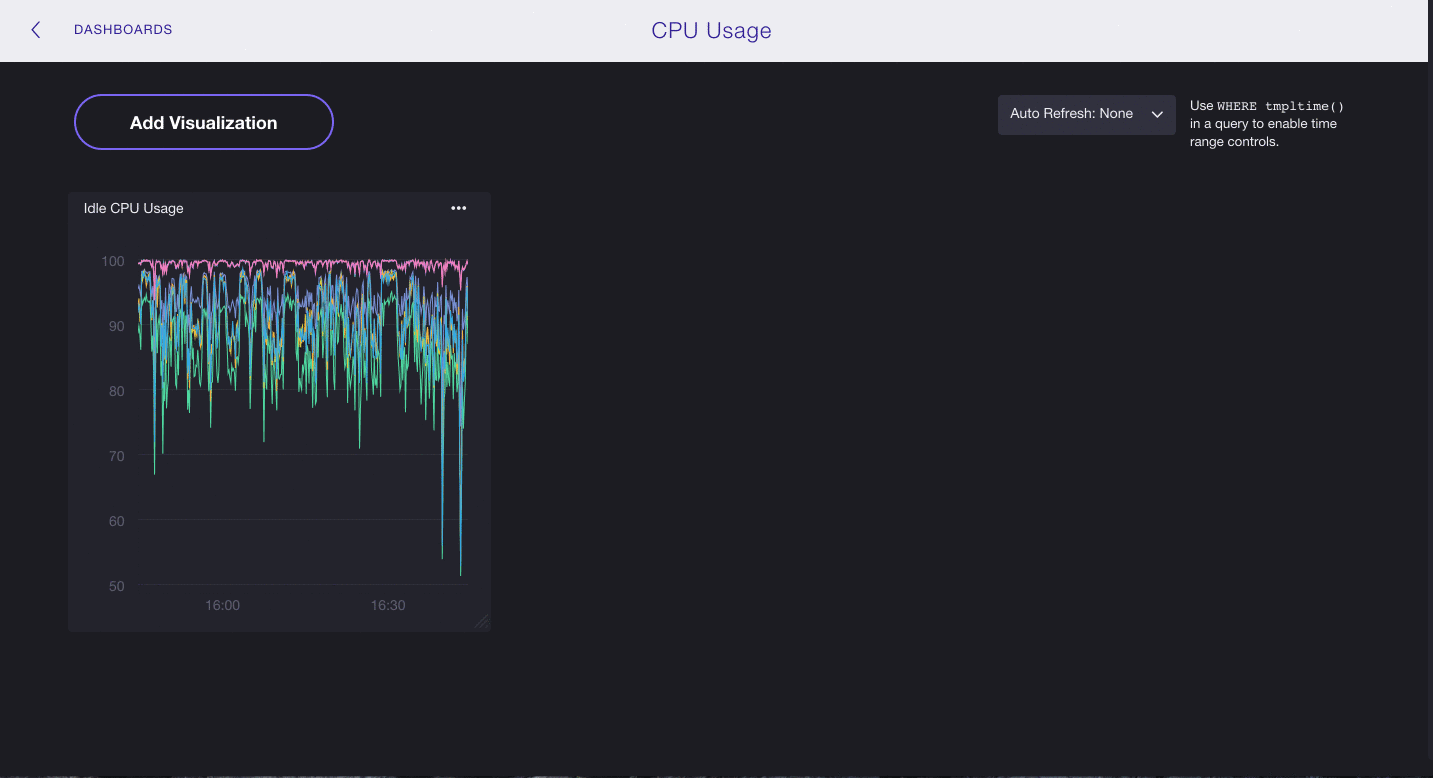 DASHBOARDS
CPU Usage
Add Visualization
Auto Refresh: None
Use WHERE tmpltime()
in a query to enable time
range controls.
Idle CPU Usage
100
90
80
70
60
50
16:00
16:30